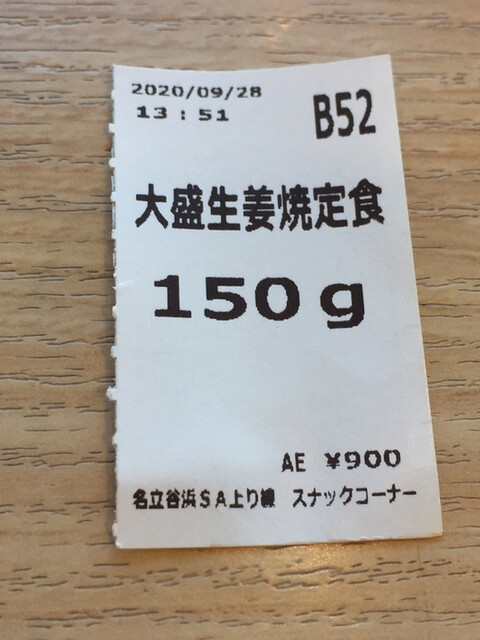 2020/09/28
13:51
B52
大盛生姜焼定食
150g
AE ¥900
名立谷浜SA上り線 スナックコーナー